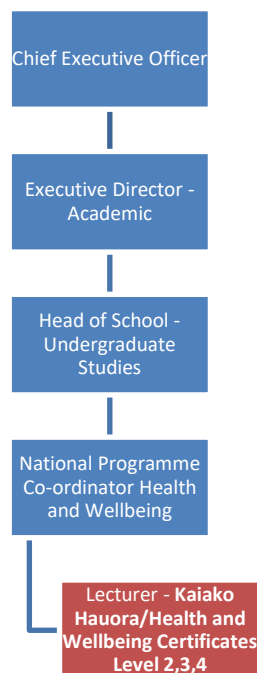 Chief Executive Officer
Executive Director -
Academic
Head of School -
Undergraduate
Studies
National Programme
Co-ordinator Health
and Wellbeing
Lecturer - Kaiako
Hauora/Health and
Wellbeing Certificates
Level 2,3,4